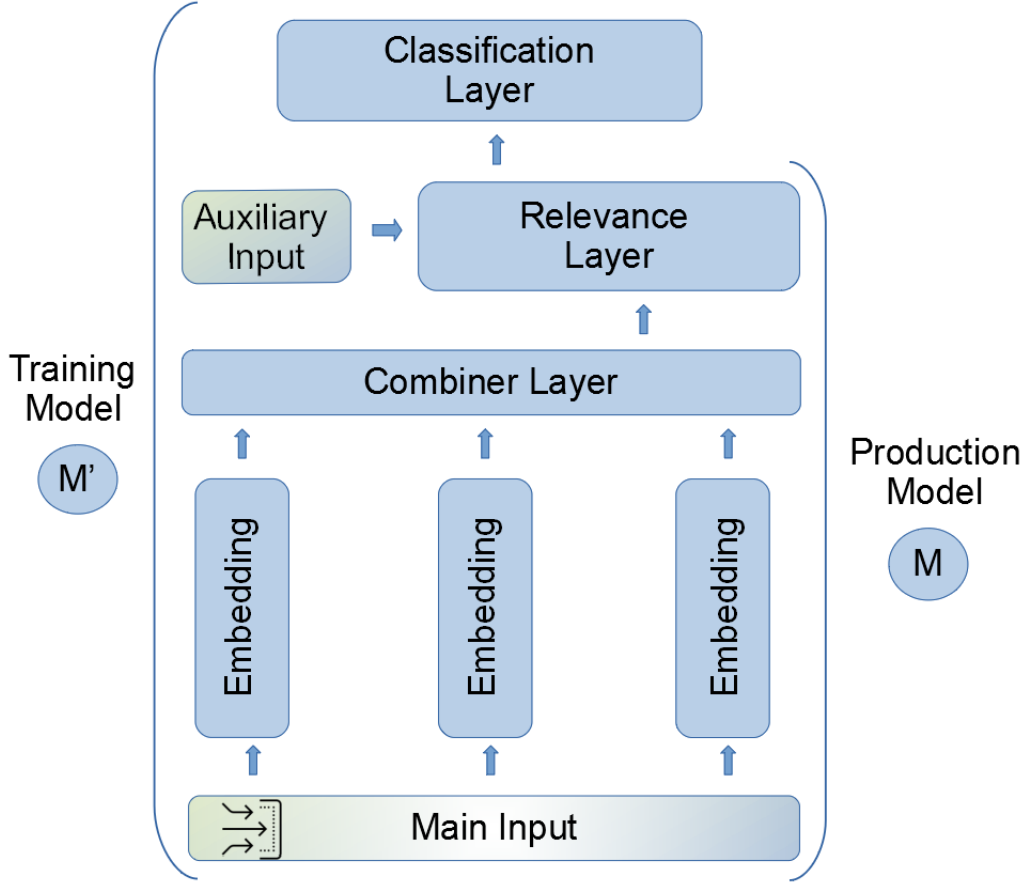 Classification
Layer
Auxiliary
Input
Relevance
Layer
Training
Model
M’
Combiner Layer
Production
Model
M
Embedding
Embedding
Embedding
Main Input